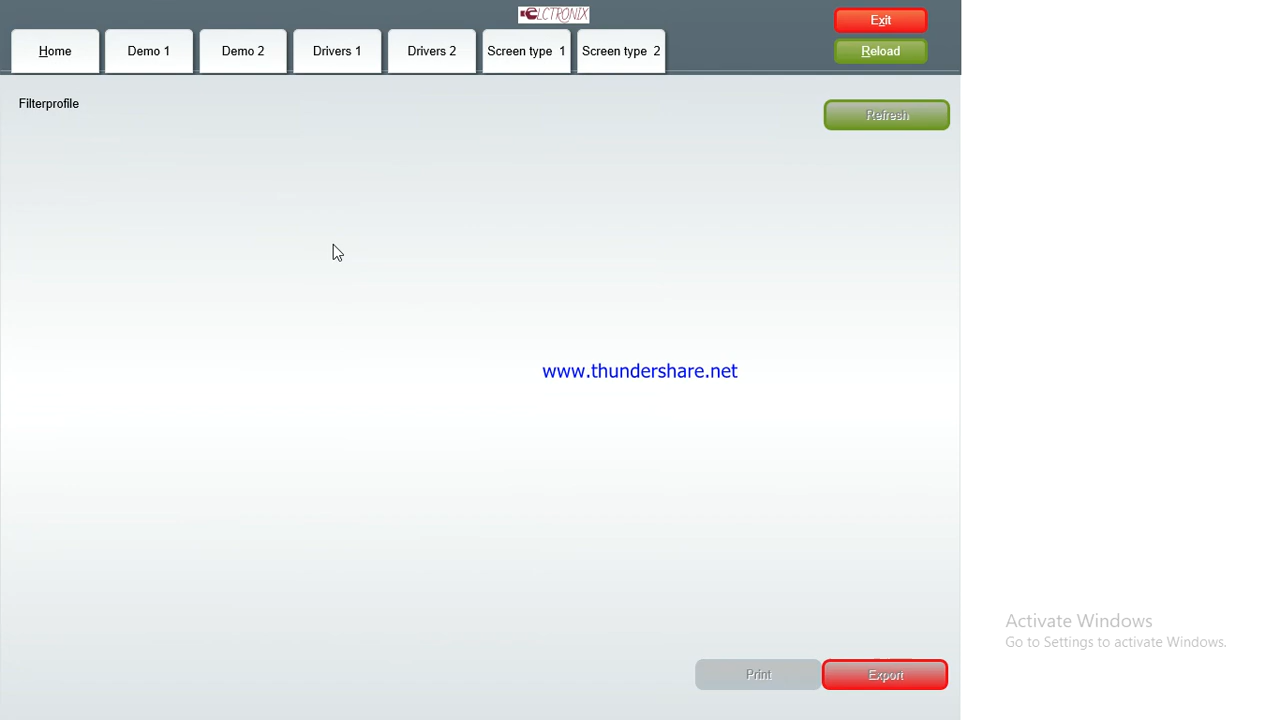 eLCTRONIX
Exit
Home
Demo 1
Demo 2
Drivers 1
Drivers 2
Screen type 1
Screen type 2
Reload
Filterprofile
Refresh
www.thundershare.net
Activate Windows
Go to Settings to activate Windows.
Print
Export